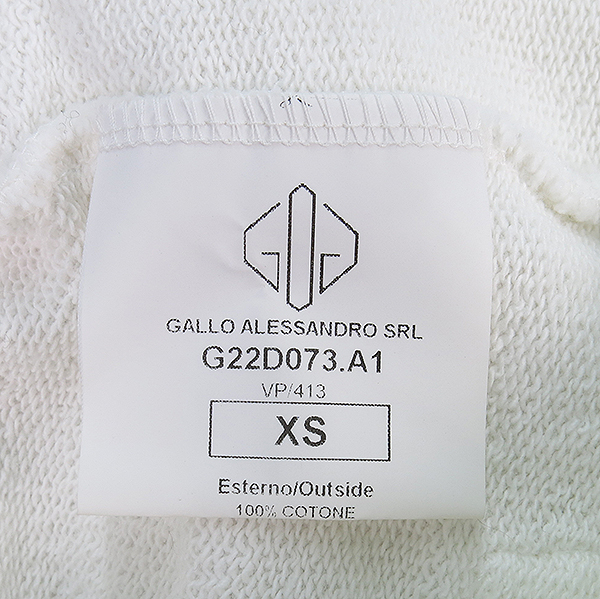 GALLO ALESSANDRO SRL
G22D073.A1
VP/413
XS
Esterno/Outside
100% COTONE